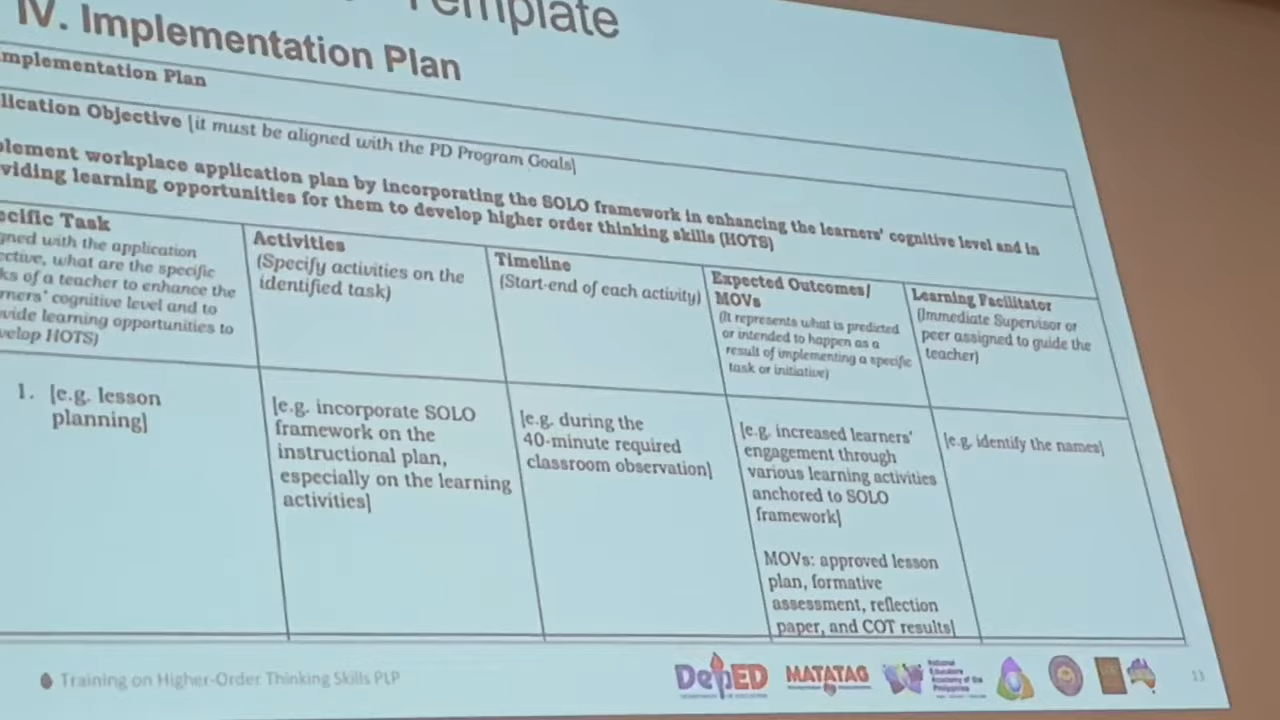 Template
IV. Implementation Plan
mplementation Plan
lication Objective [it must be aligned with the PD Program Goals]
plement workplace application plan by incorporating the SOLO framework in enhancing the learners' cognitive level and in
viding learning opportunities for them to develop higher order thinking skills (HOTS)
ecific Task
gned with the application
ective, what are the specific
ks of a teacher to enhance the
rners' cognitive level and to
vide learning opportunities to
velop HOTS)
Activities
(Specify activities on the
identified task)
Timeline
(Start-end of each activity)
Expected Outcomes/
MOVs
(It represents what is predicted
or intended to happen as a
result of implementing a specific
task or initiative)
Learning Facilitator
(Immediate Supervisor or
peer assigned to guide the
teacher)
1. [e.g. lesson
planning]
[e.g. incorporate SOLO
framework on the
instructional plan,
especially on the learning
activities]
[e.g. during the
40-minute required
classroom observation]
[e.g. increased learners'
engagement through
various learning activities
anchored to SOLO
framework]
MOVs: approved lesson
plan, formative
assessment, reflection
paper, and COT results]
[e.g. identify the names]
Training on Higher-Order Thinking Skills PLP
DepED
MATATAG
National
Educators
Academy of the
Philippines
13